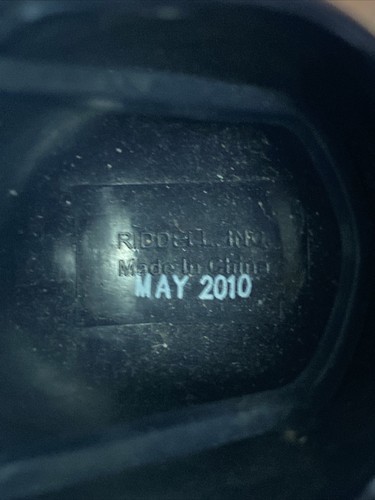 RIDDELL, INC.
Made In China
MAY 2010